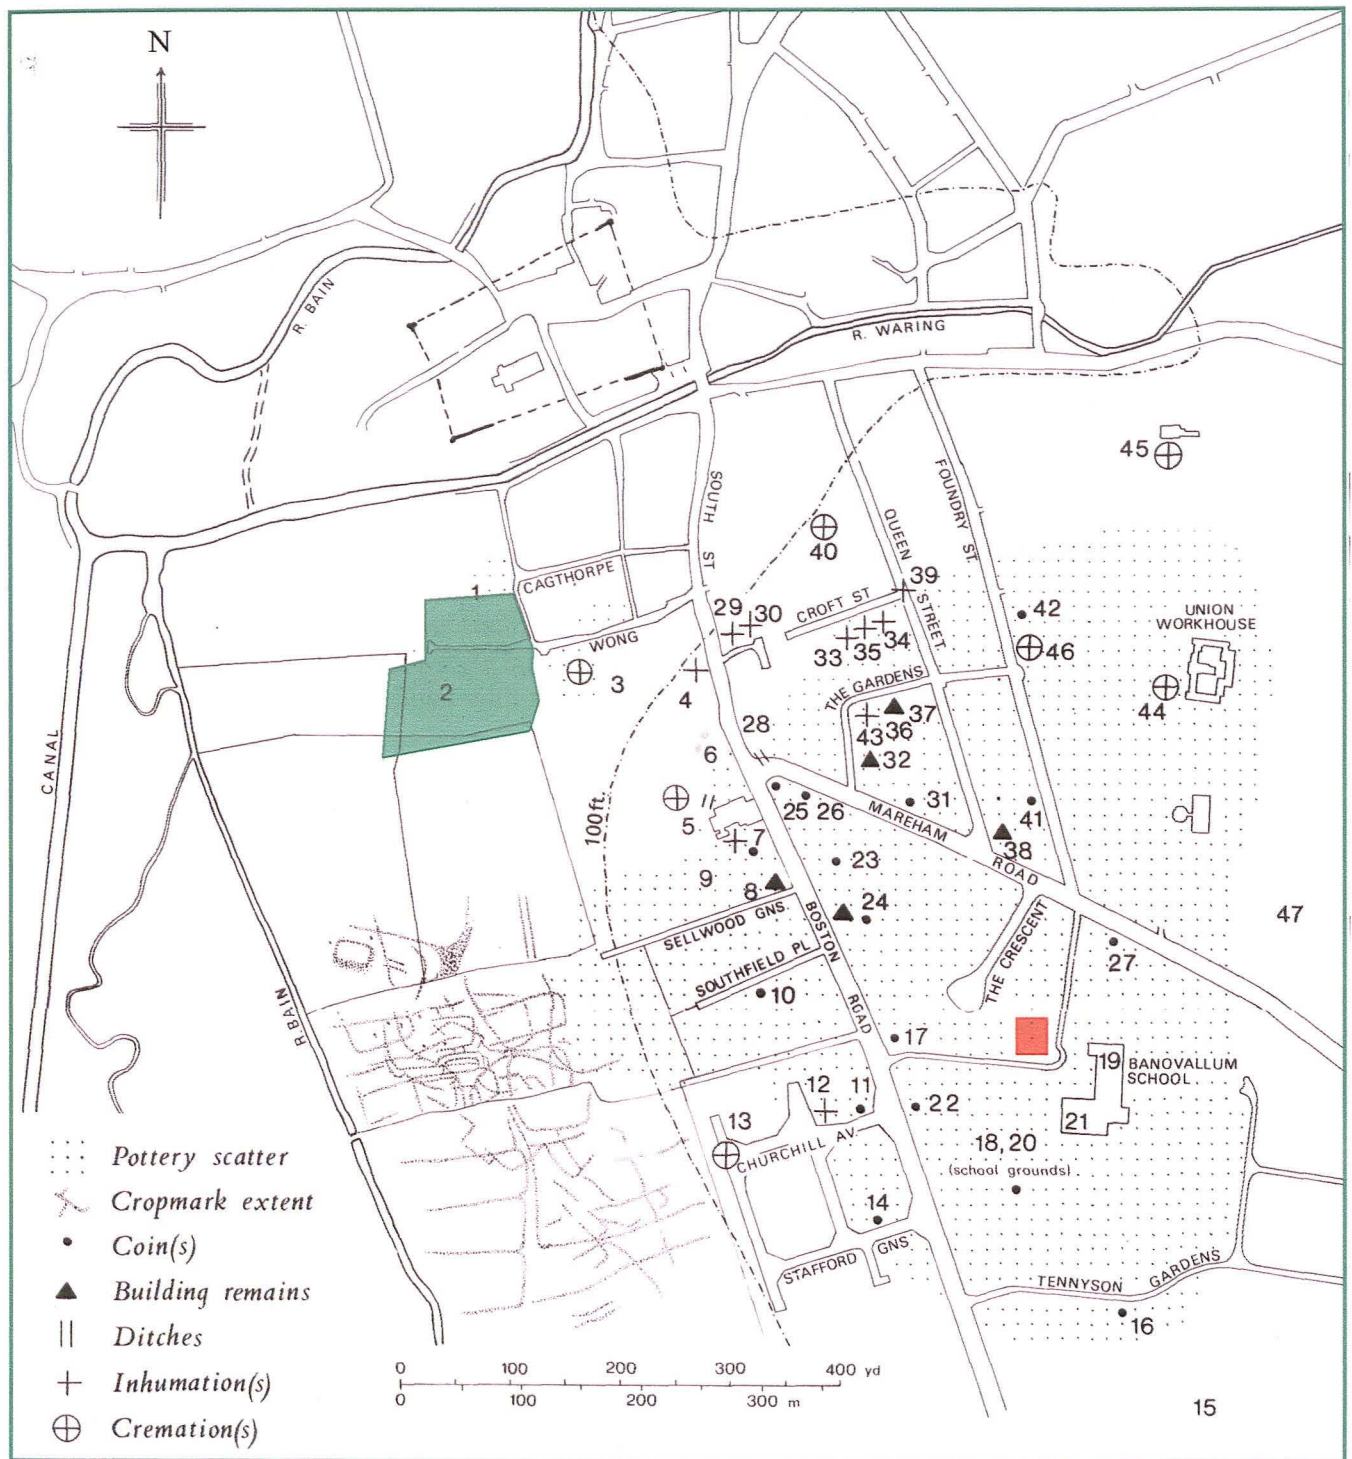 N
R. BAIN
R. WARING
45
SOUTH
ST
FOUNDRY ST.
QUEEN
STREET
40
39
CAGTHORPE
1
29
30
CROFT ST
42
UNION
WORKHOUSE
WONG
33
35
34
46
2
3
4
THE GARDENS
44
37
43
36
28
32
6
CANAL
100ft.
5
25
26
31
41
MAREHAM
ROAD
7
23
38
9
8
24
47
SELLWOOD GNS
BOSTON
ROAD
THE CRESCENT
27
SOUTHFIELD PL
10
R. BAIN
17
19
BANOVALLUM
SCHOOL
12
11
22
13
21
CHURCHILL AV.
18, 20
(school grounds)
14
STAFFORD GNS
TENNYSON GARDENS
16
15
Pottery scatter
Cropmark extent
Coin(s)
Building remains
Ditches
Inhumation(s)
Cremation(s)
0 100 200 300 400 yd
0 100 200 300 m